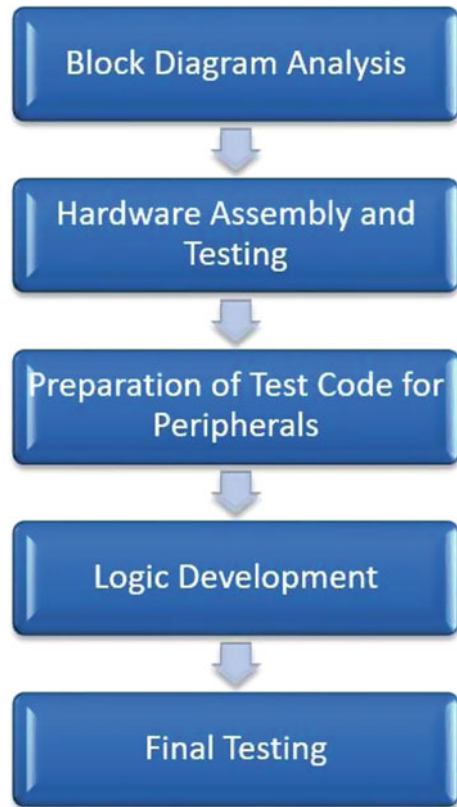 Block Diagram Analysis
Hardware Assembly and
Testing
Preparation of Test Code for
Peripherals
Logic Development
Final Testing